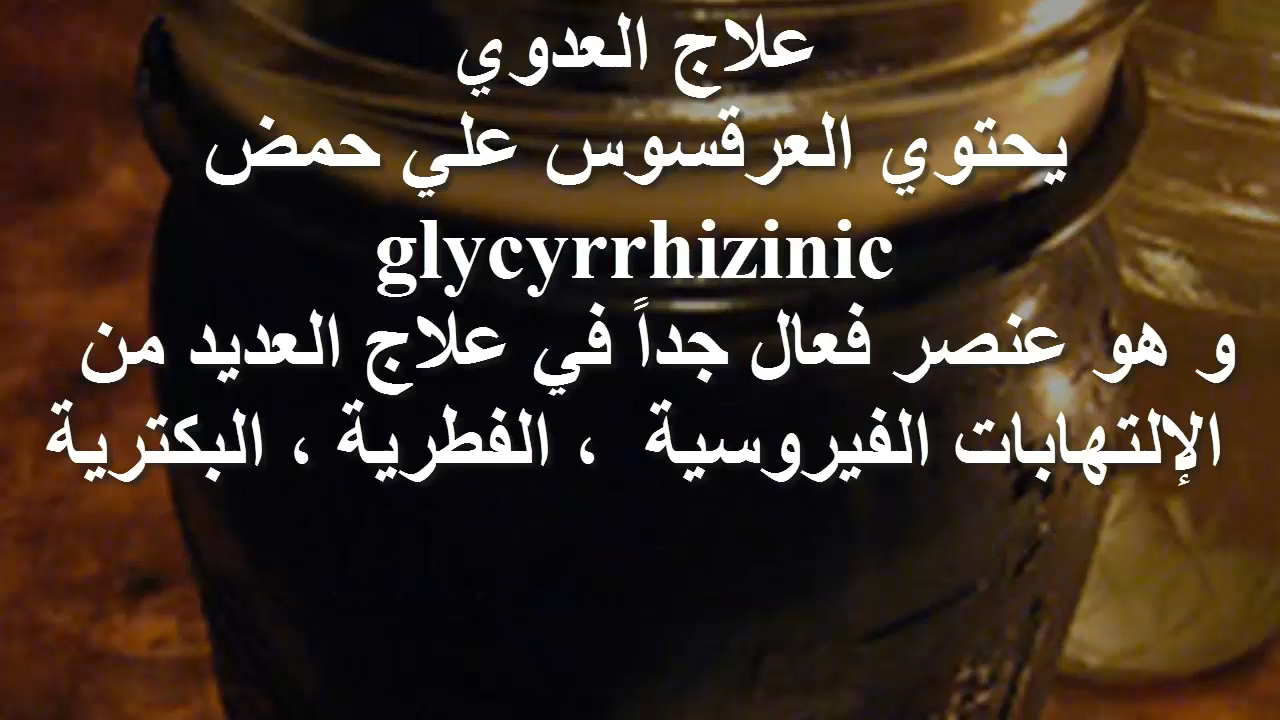 علاج العدوي
يحتوي العرقسوس علي حمض
glycyrrhizinic
و هو عنصر فعال جداً في علاج العديد من
الإلتهابات الفيروسية ، الفطرية ، البكترية